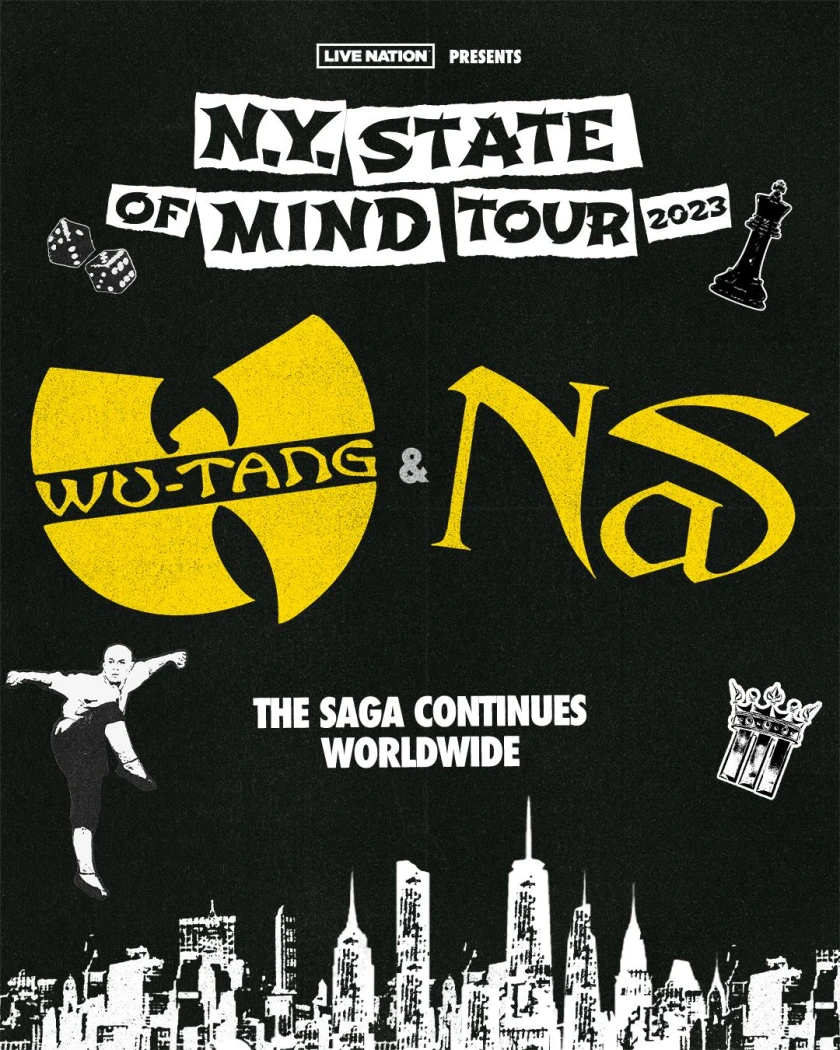 LIVE NATION PRESENTS
N.Y. STATE
OF MIND TOUR 2023
WU-TANG & NaS
THE SAGA CONTINUES
WORLDWIDE